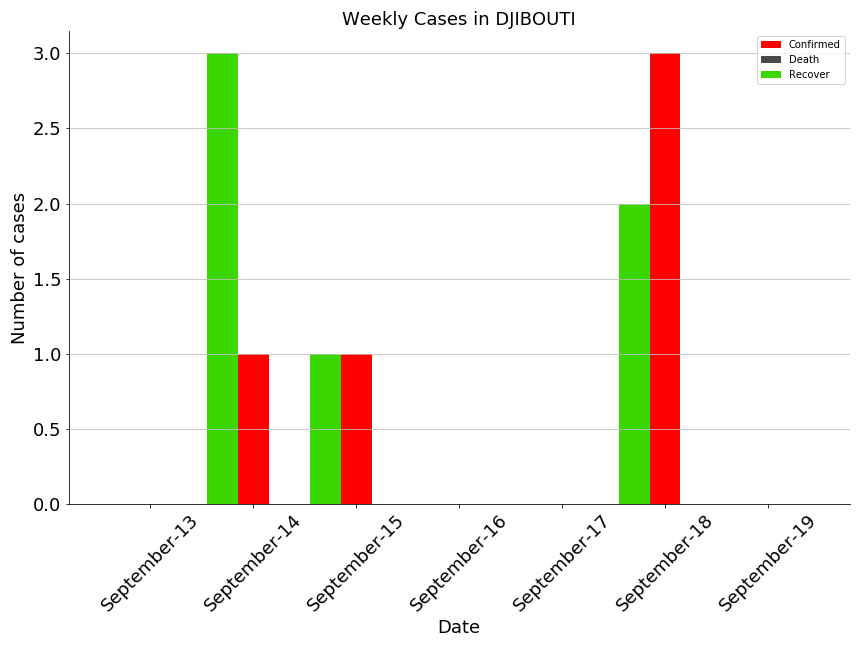 Weekly Cases in DJIBOUTI
Confirmed
Death
Recover
Number of cases
3.0
2.5
2.0
1.5
1.0
0.5
0.0
September-13
September-14
September-15
September-16
September-17
September-18
September-19
Date